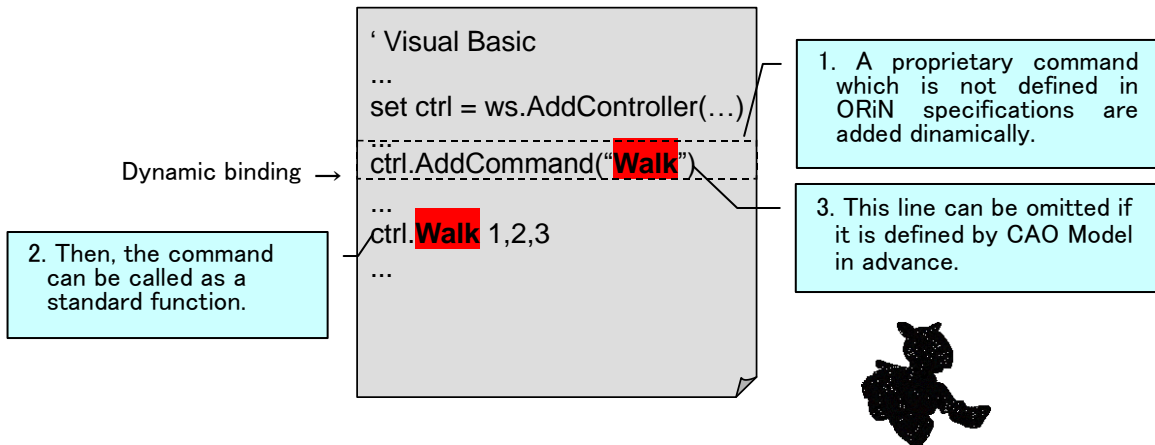 ‘ Visual Basic
...
set ctrl = ws.AddController(…)
...
ctrl.AddCommand(“Walk”)
...
ctrl.Walk 1,2,3
...
Dynamic binding →
1. A proprietary command
which is not defined in
ORiN specifications are
added dinamically.
2. Then, the command
can be called as a
standard function.
3. This line can be omitted if
it is defined by CAO Model
in advance.